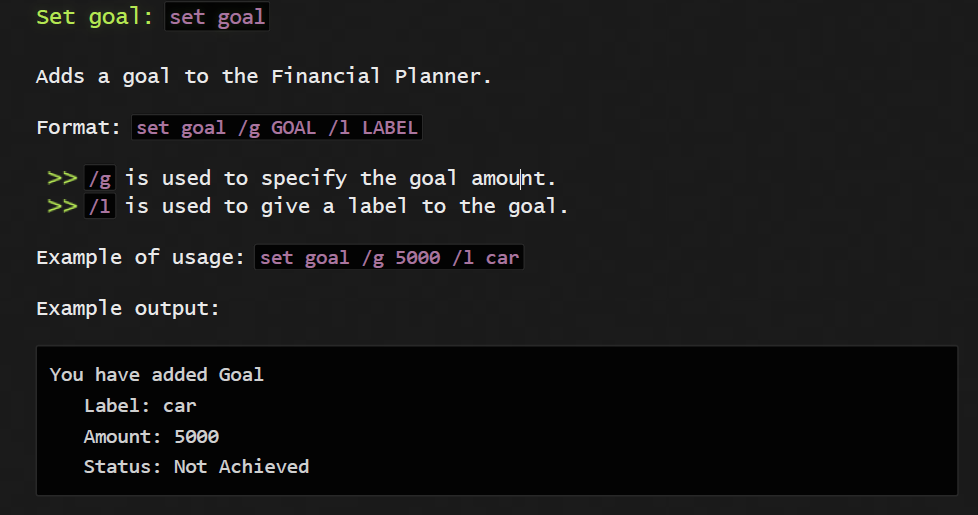 Set goal: set goal
Adds a goal to the Financial Planner.
Format: set goal /g GOAL /l LABEL
>> /g is used to specify the goal amount.
>> /l is used to give a label to the goal.
Example of usage: set goal /g 5000 /l car
Example output:
You have added Goal
Label: car
Amount: 5000
Status: Not Achieved